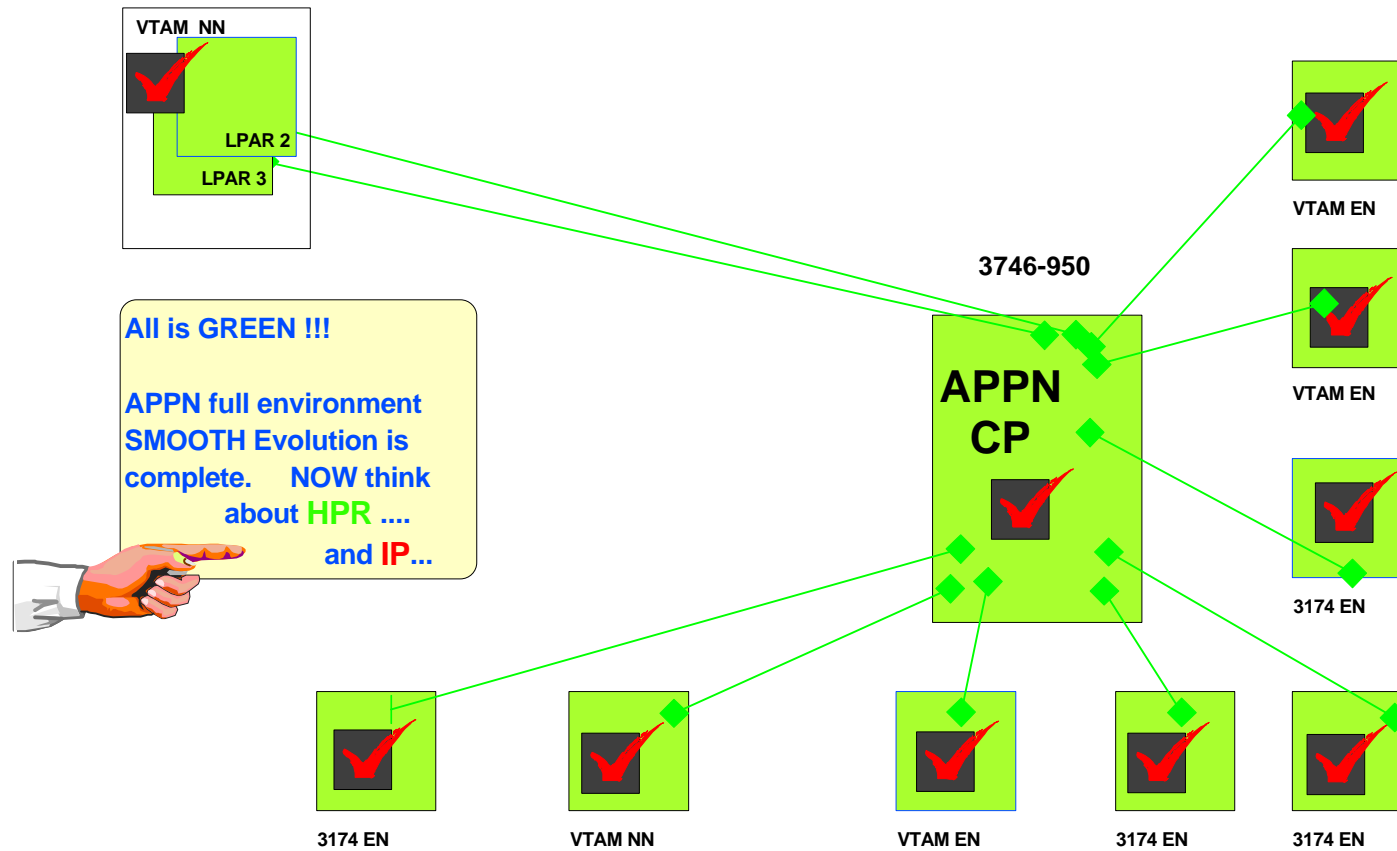 VTAM NN
LPAR 2
LPAR 3
VTAM EN
3746-950
All is GREEN !!!
APPN full environment
SMOOTH Evolution is
complete. NOW think
about HPR ....
and IP...
APPN
CP
VTAM EN
3174 EN
3174 EN
VTAM NN
VTAM EN
3174 EN
3174 EN